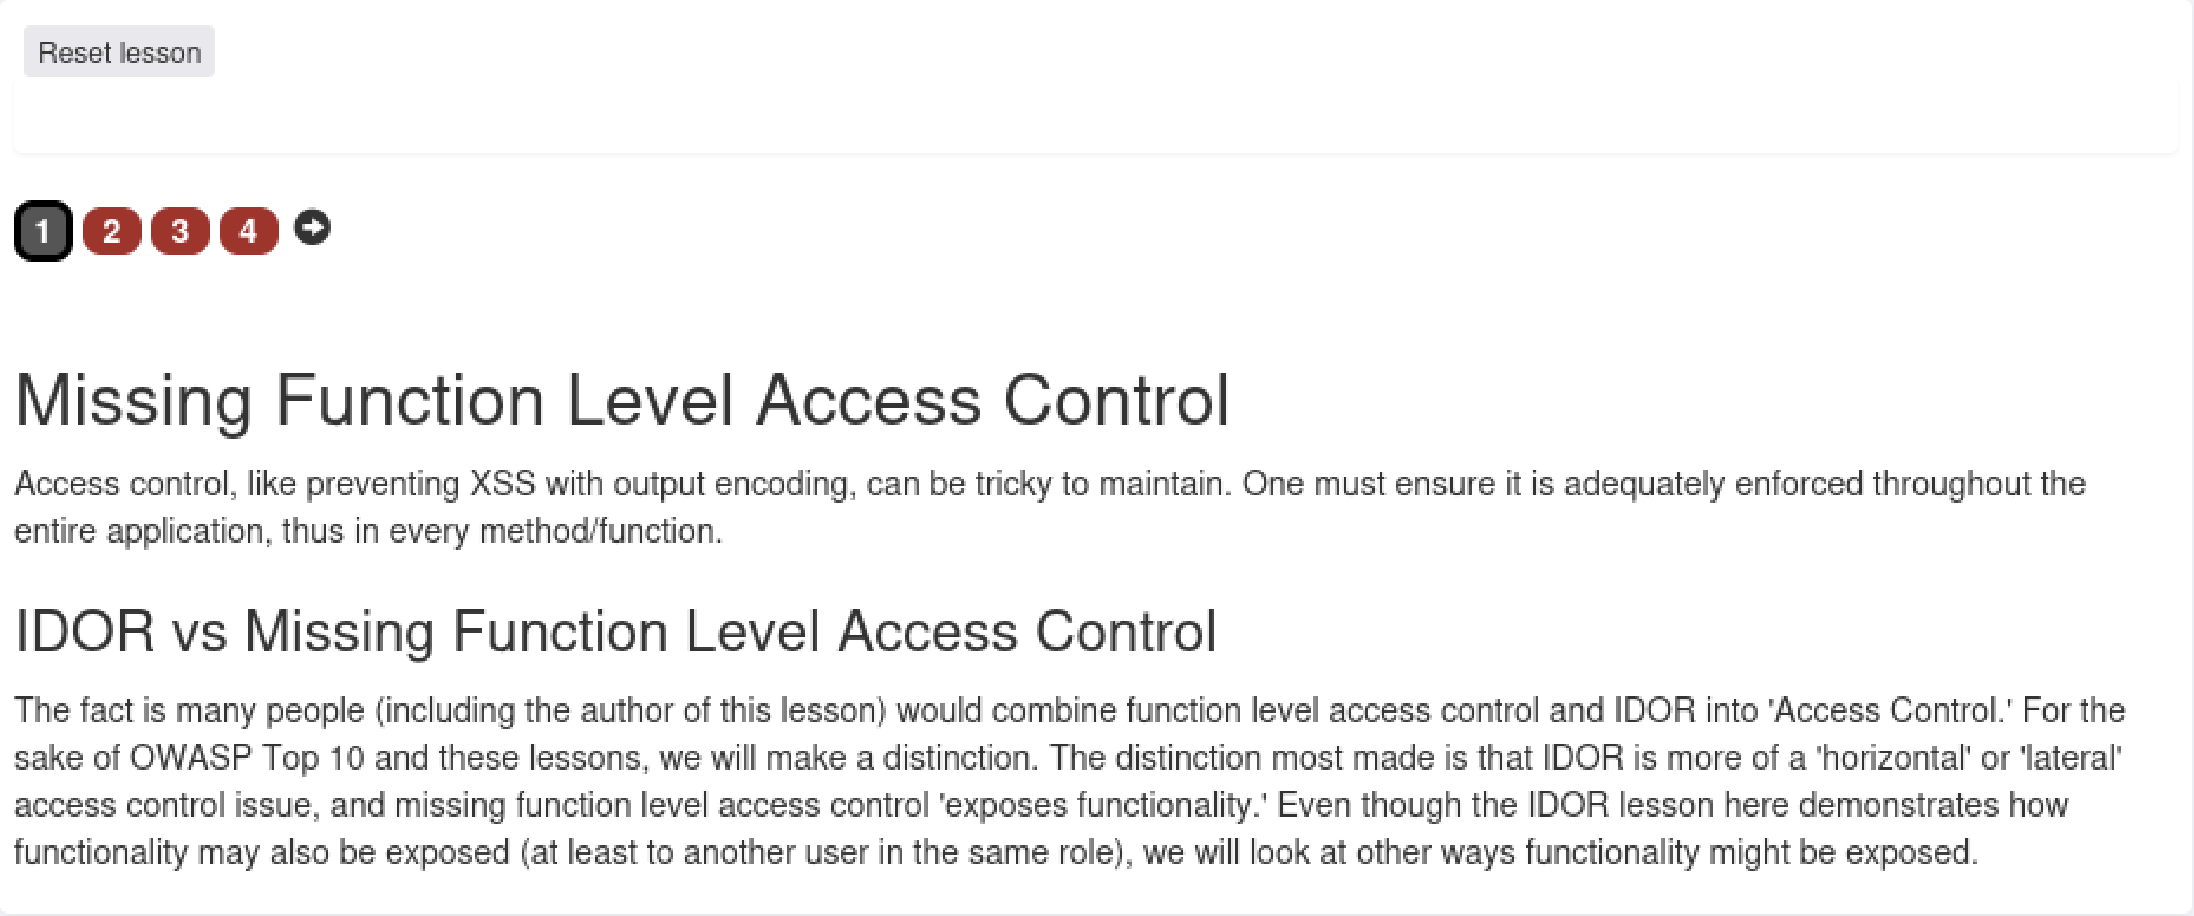 Reset lesson
1 2 3 4
Missing Function Level Access Control
Access control, like preventing XSS with output encoding, can be tricky to maintain. One must ensure it is adequately enforced throughout the
entire application, thus in every method/function.
IDOR vs Missing Function Level Access Control
The fact is many people (including the author of this lesson) would combine function level access control and IDOR into 'Access Control.' For the
sake of OWASP Top 10 and these lessons, we will make a distinction. The distinction most made is that IDOR is more of a 'horizontal' or 'lateral'
access control issue, and missing function level access control 'exposes functionality.' Even though the IDOR lesson here demonstrates how
functionality may also be exposed (at least to another user in the same role), we will look at other ways functionality might be exposed.